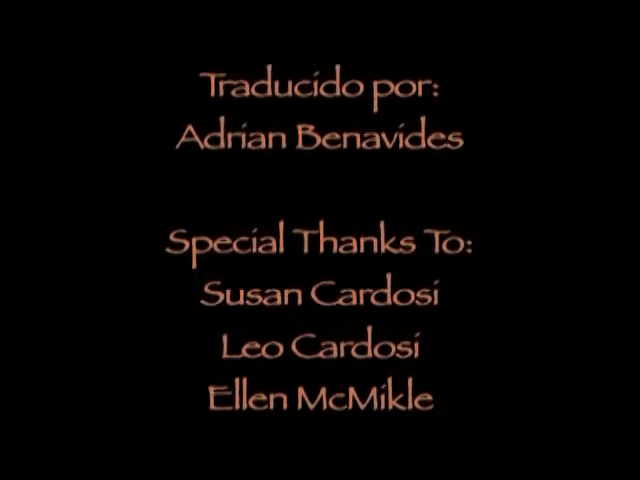 Traducido por:
Adrian Benavides
Special Thanks To:
Susan Cardosi
Leo Cardosi
Ellen McMikle